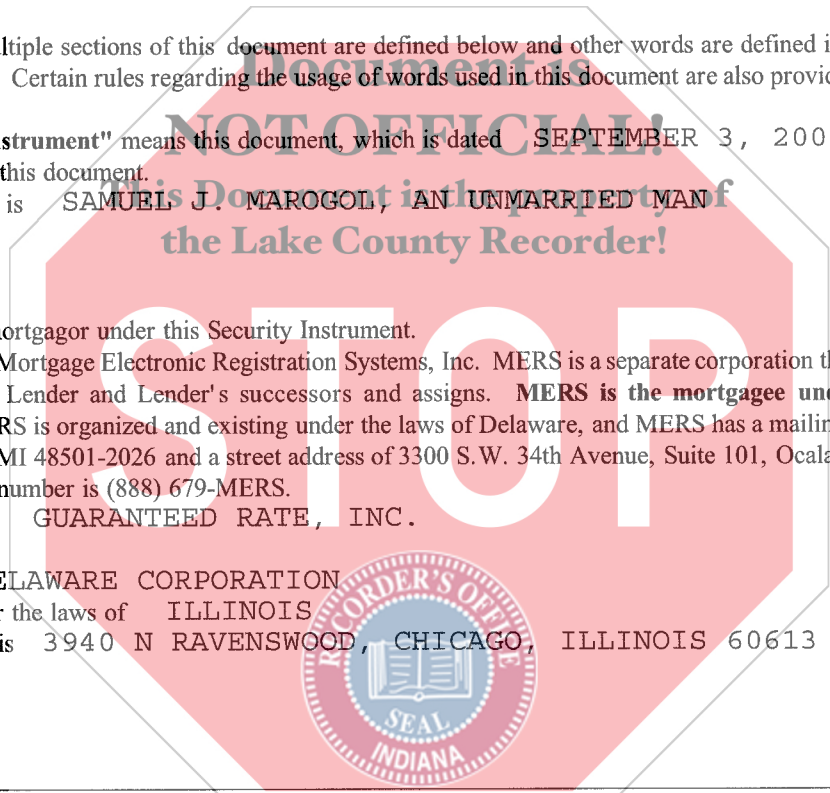 ltiple sections of this document are defined below and other words are defined i
Document is
Certain rules regarding the usage of words used in this document are also provid
NOT OFFICIAL!
strument" means this document, which is dated SEPTEMBER 3, 200
this document.
This Document is the property of
is SAMUEL J. MAROGOL, AN UNMARRIED MAN
the Lake County Recorder!
STOP
ortgagor under this Security Instrument.
Mortgage Electronic Registration Systems, Inc. MERS is a separate corporation th
Lender and Lender's successors and assigns. MERS is the mortgagee und
RS is organized and existing under the laws of Delaware, and MERS has a mailin
MI 48501-2026 and a street address of 3300 S.W. 34th Avenue, Suite 101, Ocala
number is (888) 679-MERS.
GUARANTEED RATE, INC.
ELAWARE CORPORATION
r the laws of ILLINOIS
is 3940 N RAVENSWOOD, CHICAGO, ILLINOIS 60613
RECORDER'S OFFICE
SEAL
INDIANA